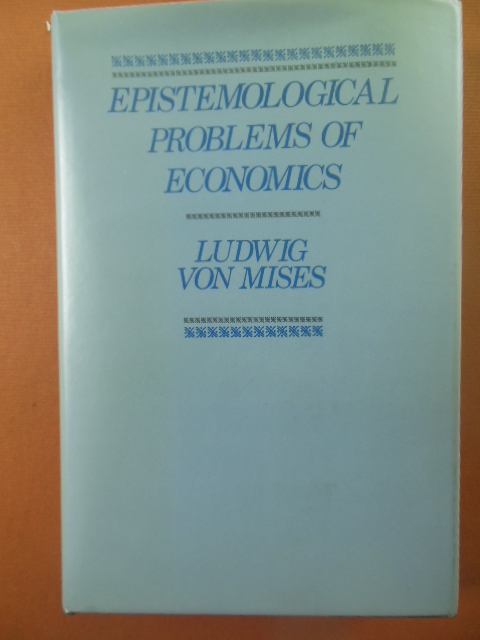 EPISTEMOLOGICAL
PROBLEMS OF
ECONOMICS
LUDWIG
VON MISES